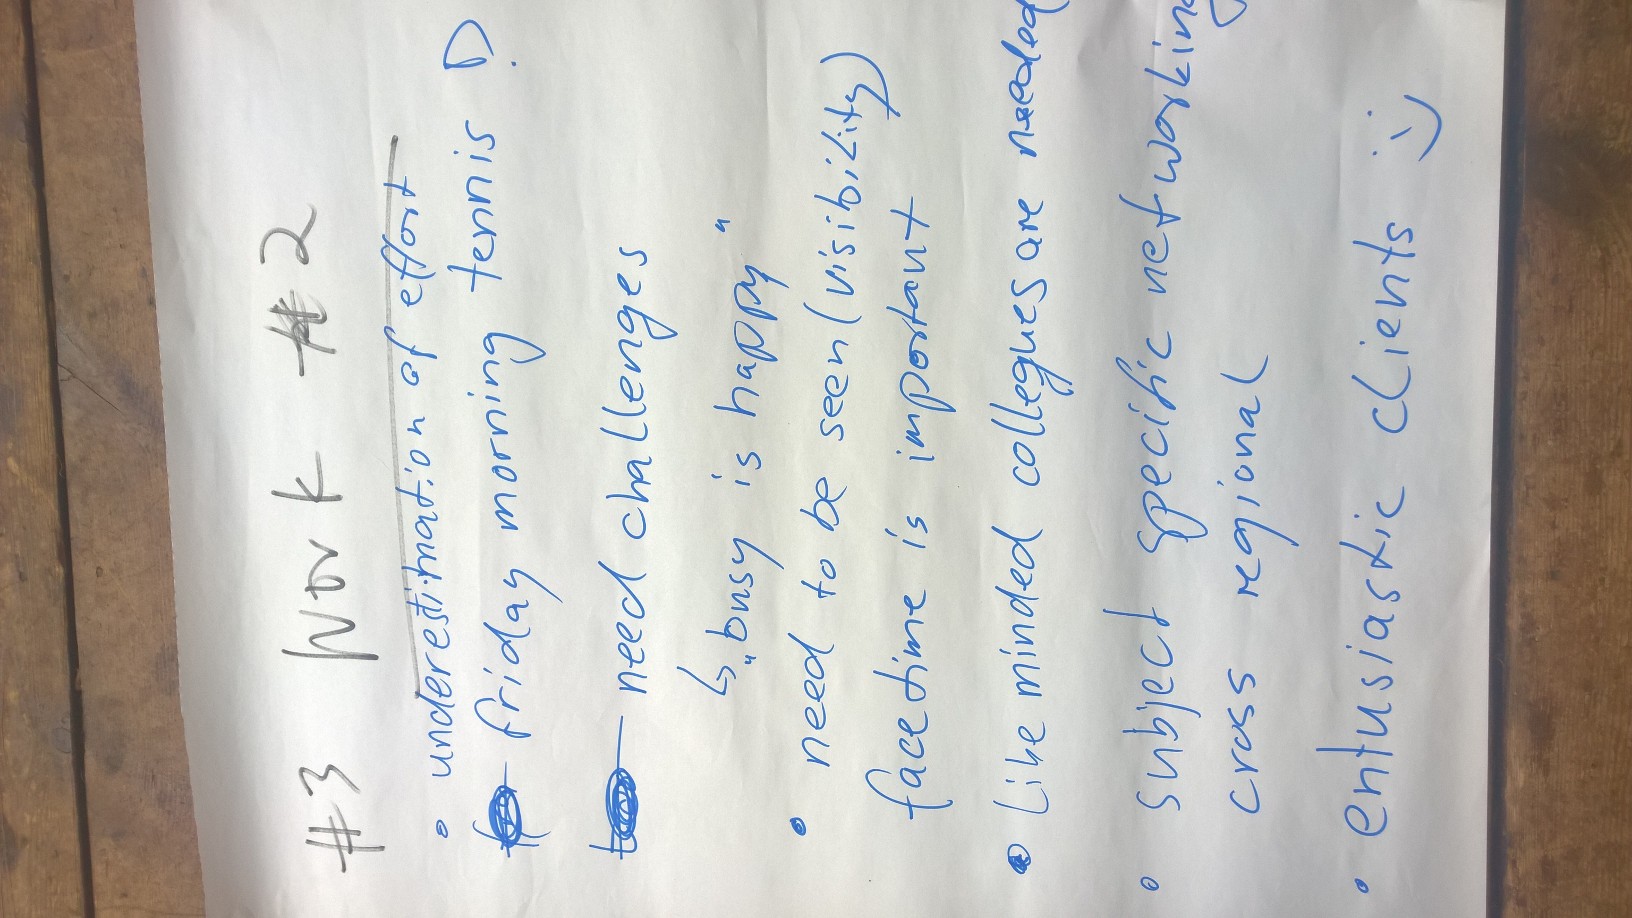 #3 Work #2
• underestimation of effort
friday morning tennis
need challenges
↳ „busy is happy"
• need to be seen (visibility)
facetime is important
• Like minded collegues are needed
• subject specific networking
cross regional
• entusiastic clients :)